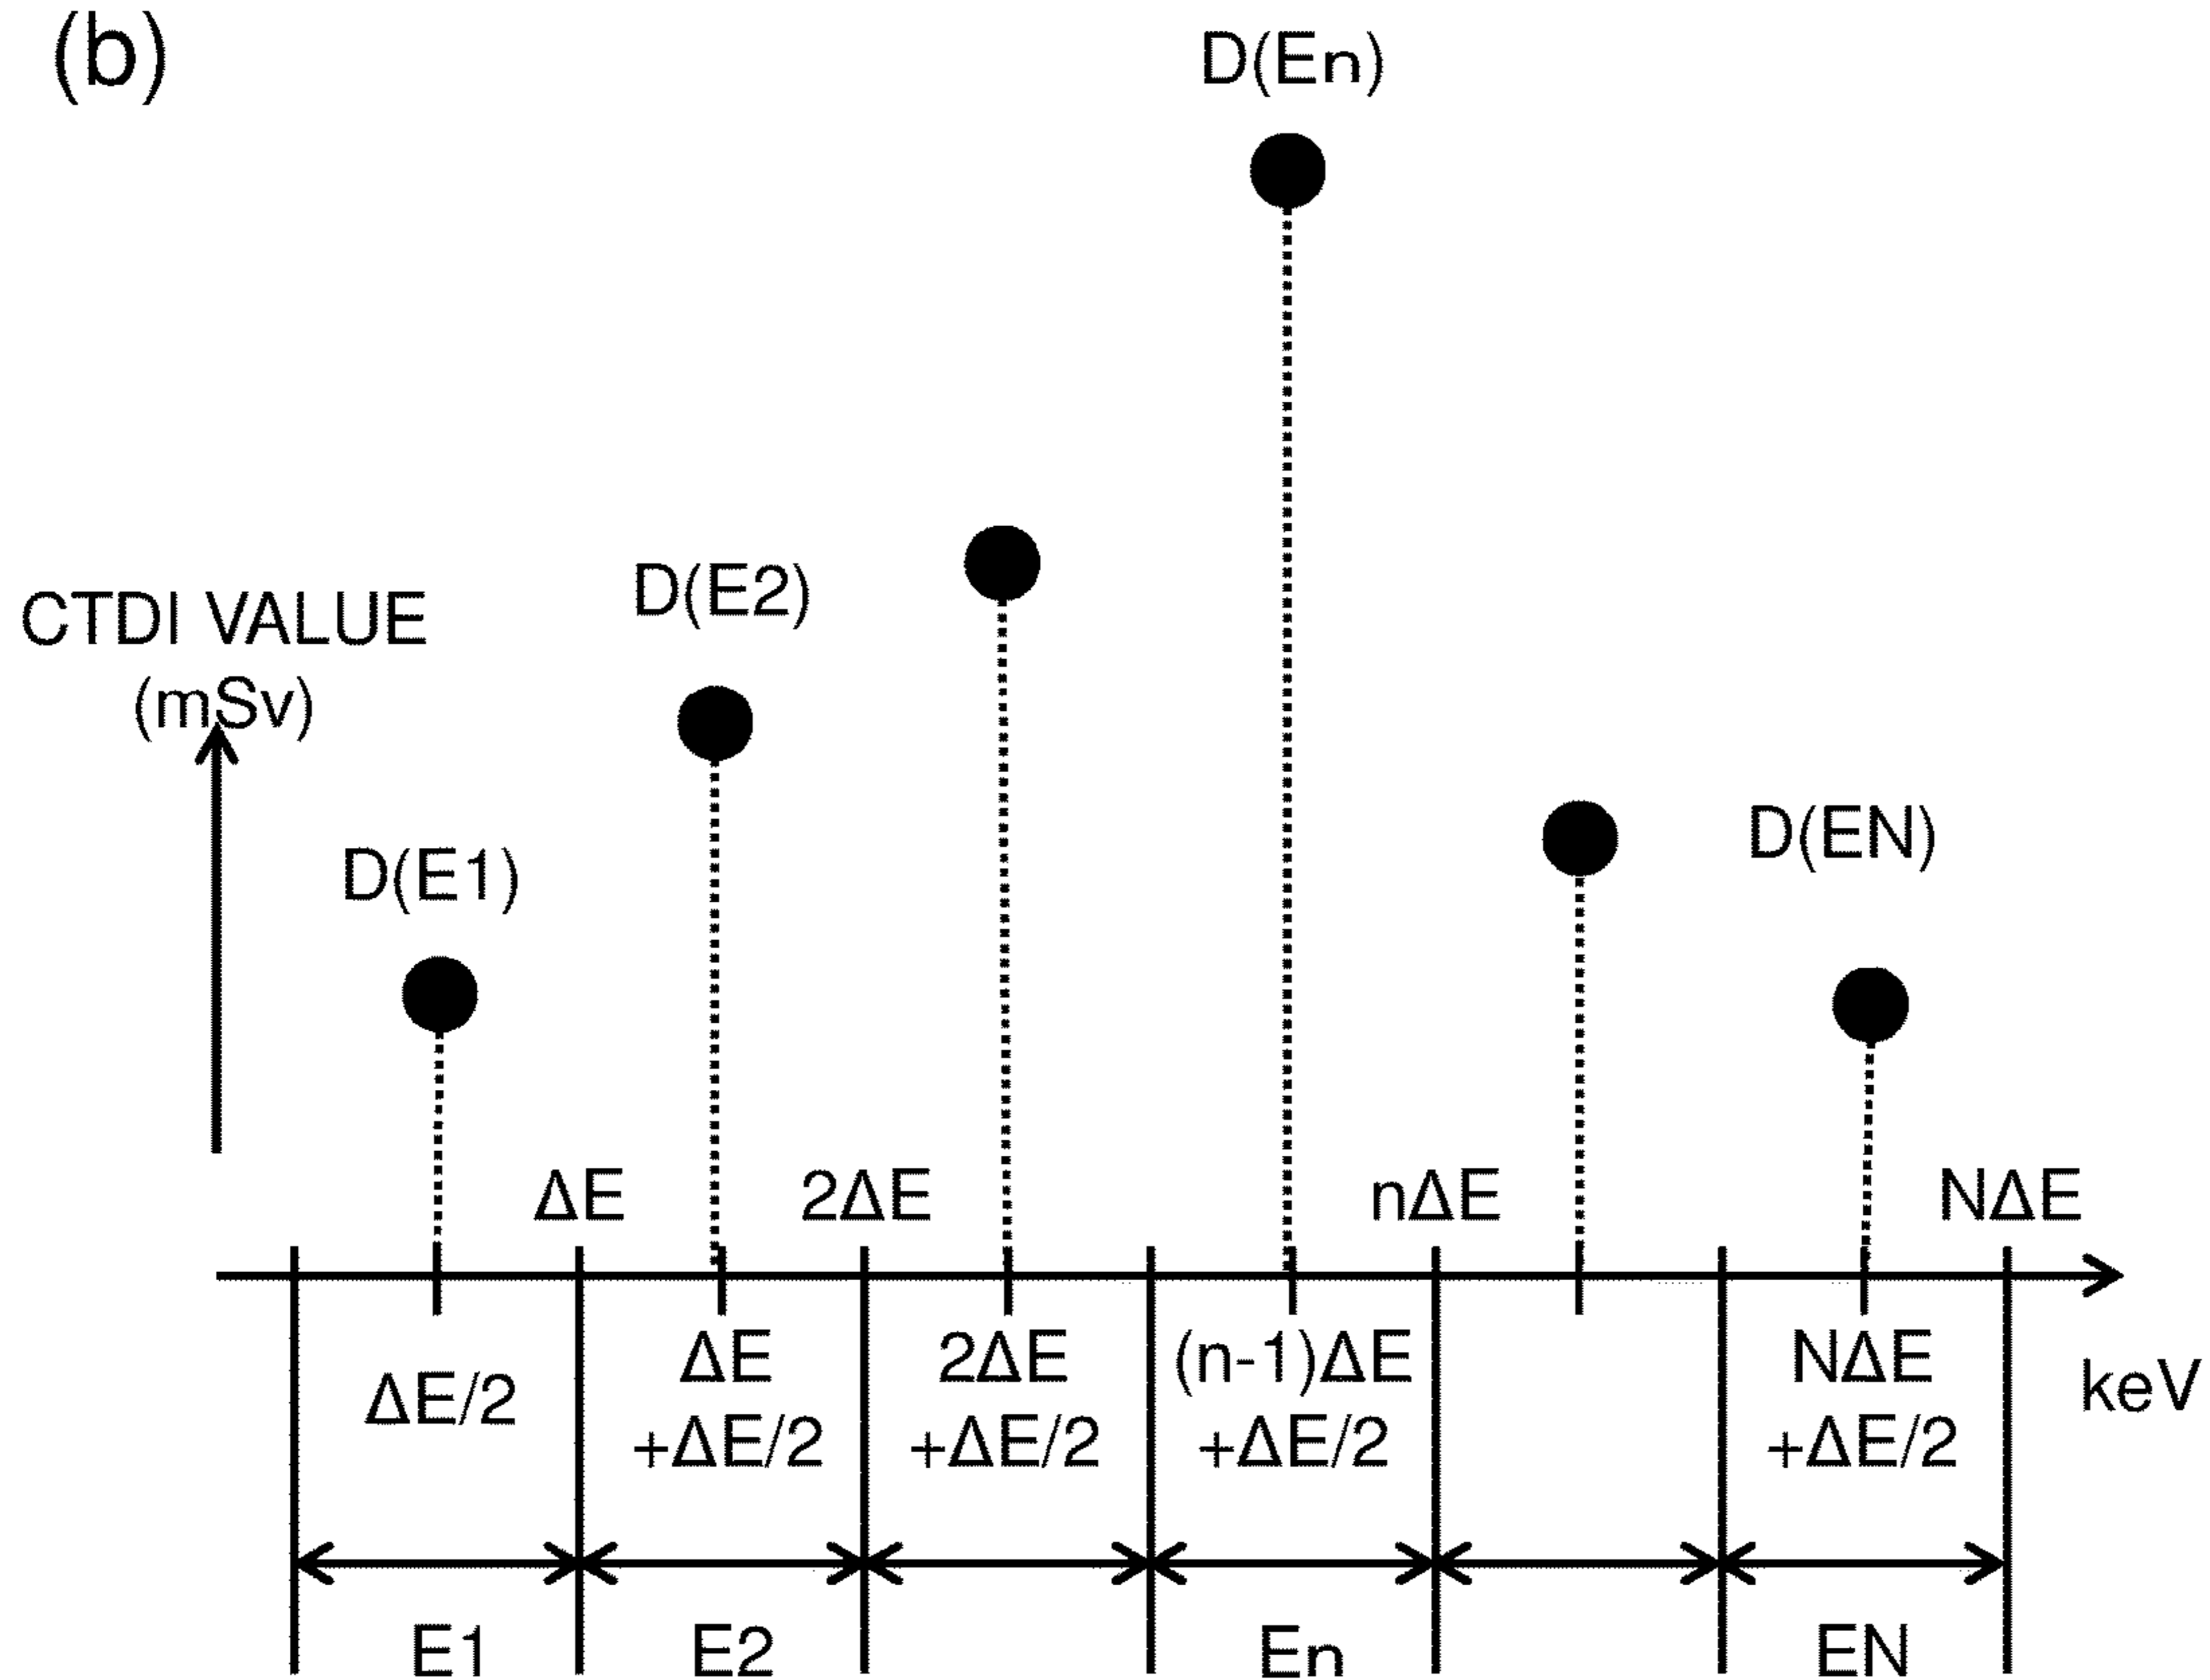 (b)
D(En)
D(E2)
CTDI VALUE
(mSv)
D(E1)
D(EN)
ΔE
2ΔE
nΔE
NΔE
ΔE/2
ΔE
+ΔE/2
2ΔE
+ΔE/2
(n-1)ΔE
+ΔE/2
NΔE
+ΔE/2
keV
E1
E2
En
EN